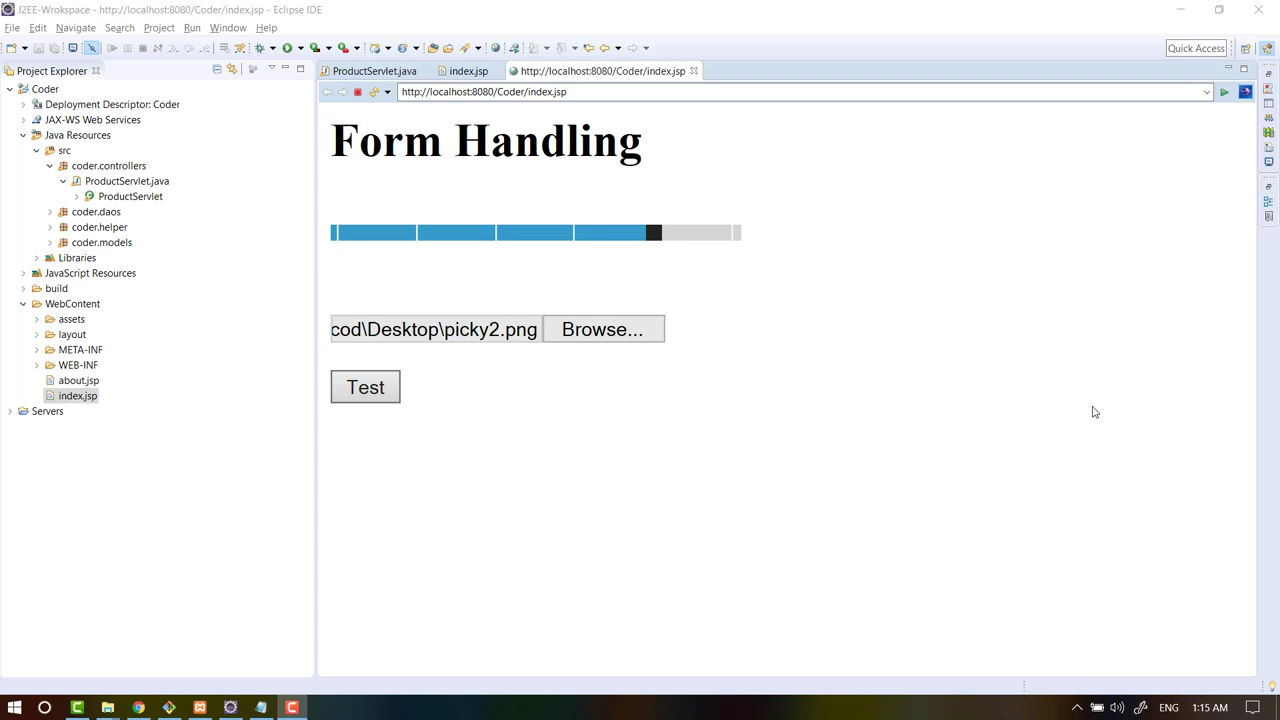 J2EE-Wrokspace - http://localhost:8080/Coder/index.jsp - Eclipse IDE
File Edit Navigate Search Project Run Window Help
Quick Access
Project Explorer
ProductServlet.java
index.jsp
http://localhost:8080/Coder/index.jsp
http://localhost:8080/Coder/index.jsp
Coder
Deployment Descriptor: Coder
JAX-WS Web Services
Java Resources
src
coder.controllers
ProductServlet.java
ProductServlet
coder.daos
coder.helper
coder.models
Libraries
JavaScript Resources
build
WebContent
assets
layout
META-INF
WEB-INF
about.jsp
index.jsp
Servers
Form Handling
cod\Desktop\picky2.png Browse...
Test
ENG 1:15 AM